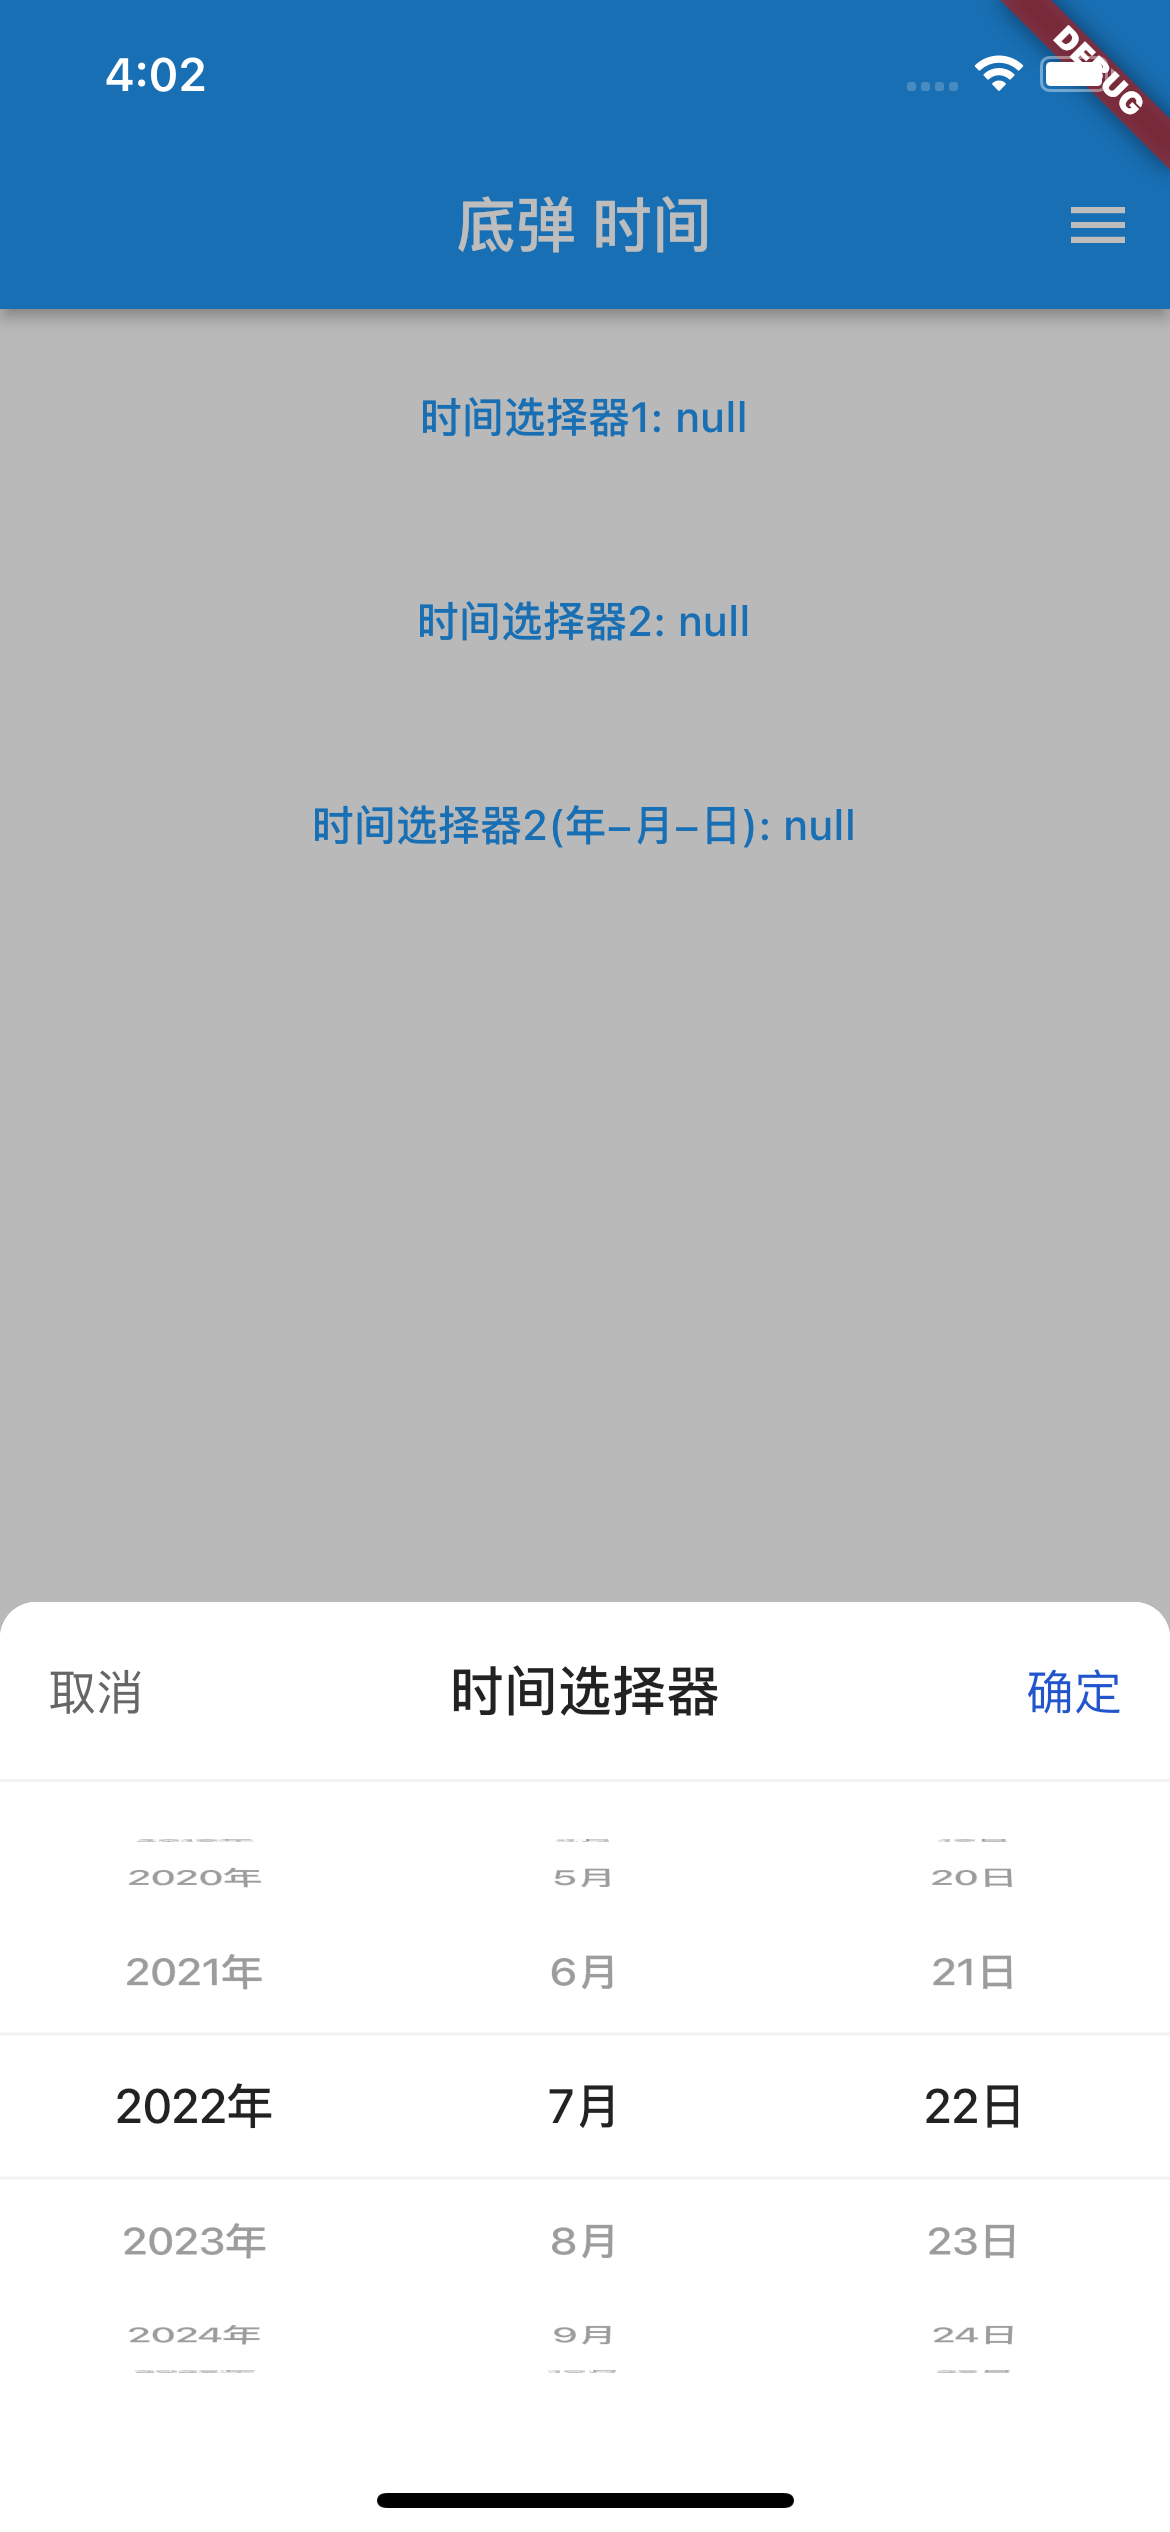 4:02
DEBUG
底弹 时间
时间选择器1: null
时间选择器2: null
时间选择器2(年-月-日): null
取消 时间选择器 确定
2020年 5月 20日
2021年 6月 21日
2022年 7月 22日
2023年 8月 23日
2024年 9月 24日